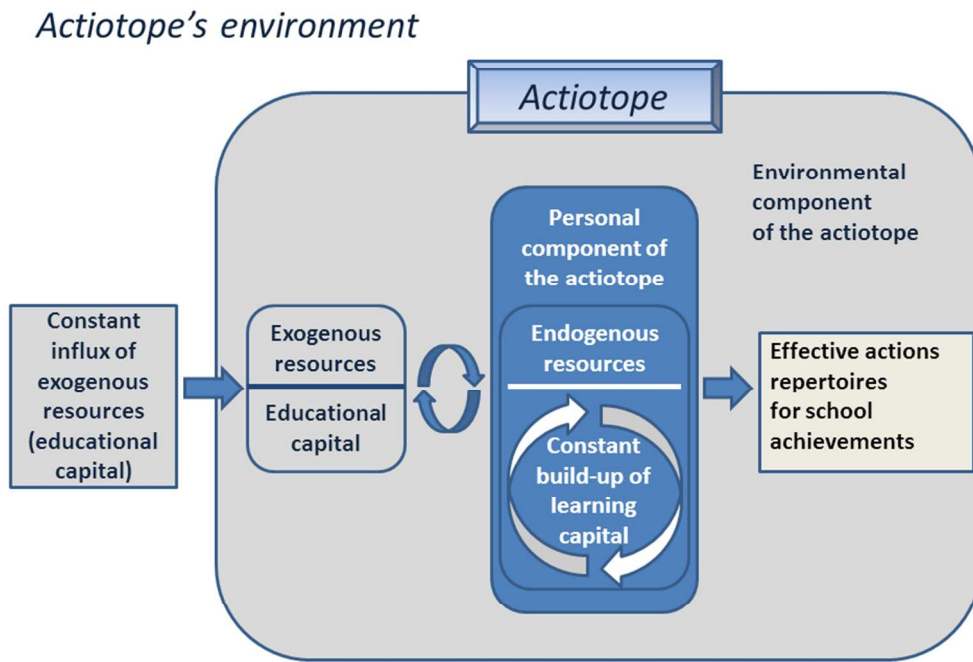 Actiotope's environment
Actiotope
Environmental
component
of the actiotope
Personal
component of
the actiotope
Constant
influx of
exogenous
resources
(educational
capital)
Exogenous
resources
Educational
capital
Endogenous
resources
Constant
build-up of
learning
capital
Effective actions
repertoires
for school
achievements